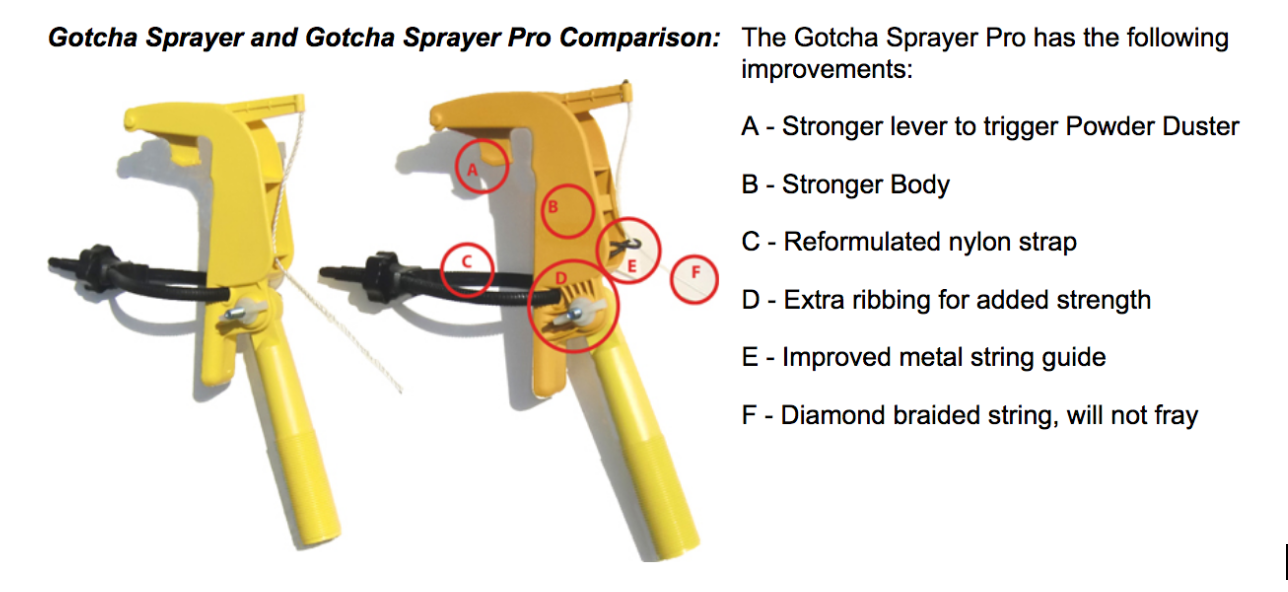 Gotcha Sprayer and Gotcha Sprayer Pro Comparison:
The Gotcha Sprayer Pro has the following
improvements:
A - Stronger lever to trigger Powder Duster
B - Stronger Body
C - Reformulated nylon strap
D - Extra ribbing for added strength
E - Improved metal string guide
F - Diamond braided string, will not fray
A
B
C
D
E
F